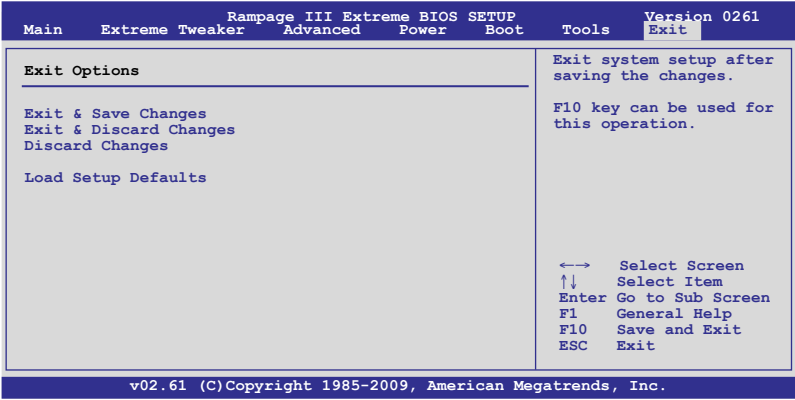 Rampage III Extreme BIOS SETUP Version 0261
Main Extreme Tweaker Advanced Power Boot Tools Exit
Exit Options
Exit & Save Changes
Exit & Discard Changes
Discard Changes
Load Setup Defaults
Exit system setup after
saving the changes.
F10 key can be used for
this operation.
←→ Select Screen
↑↓ Select Item
Enter Go to Sub Screen
F1 General Help
F10 Save and Exit
ESC Exit
v02.61 (C)Copyright 1985-2009, American Megatrends, Inc.